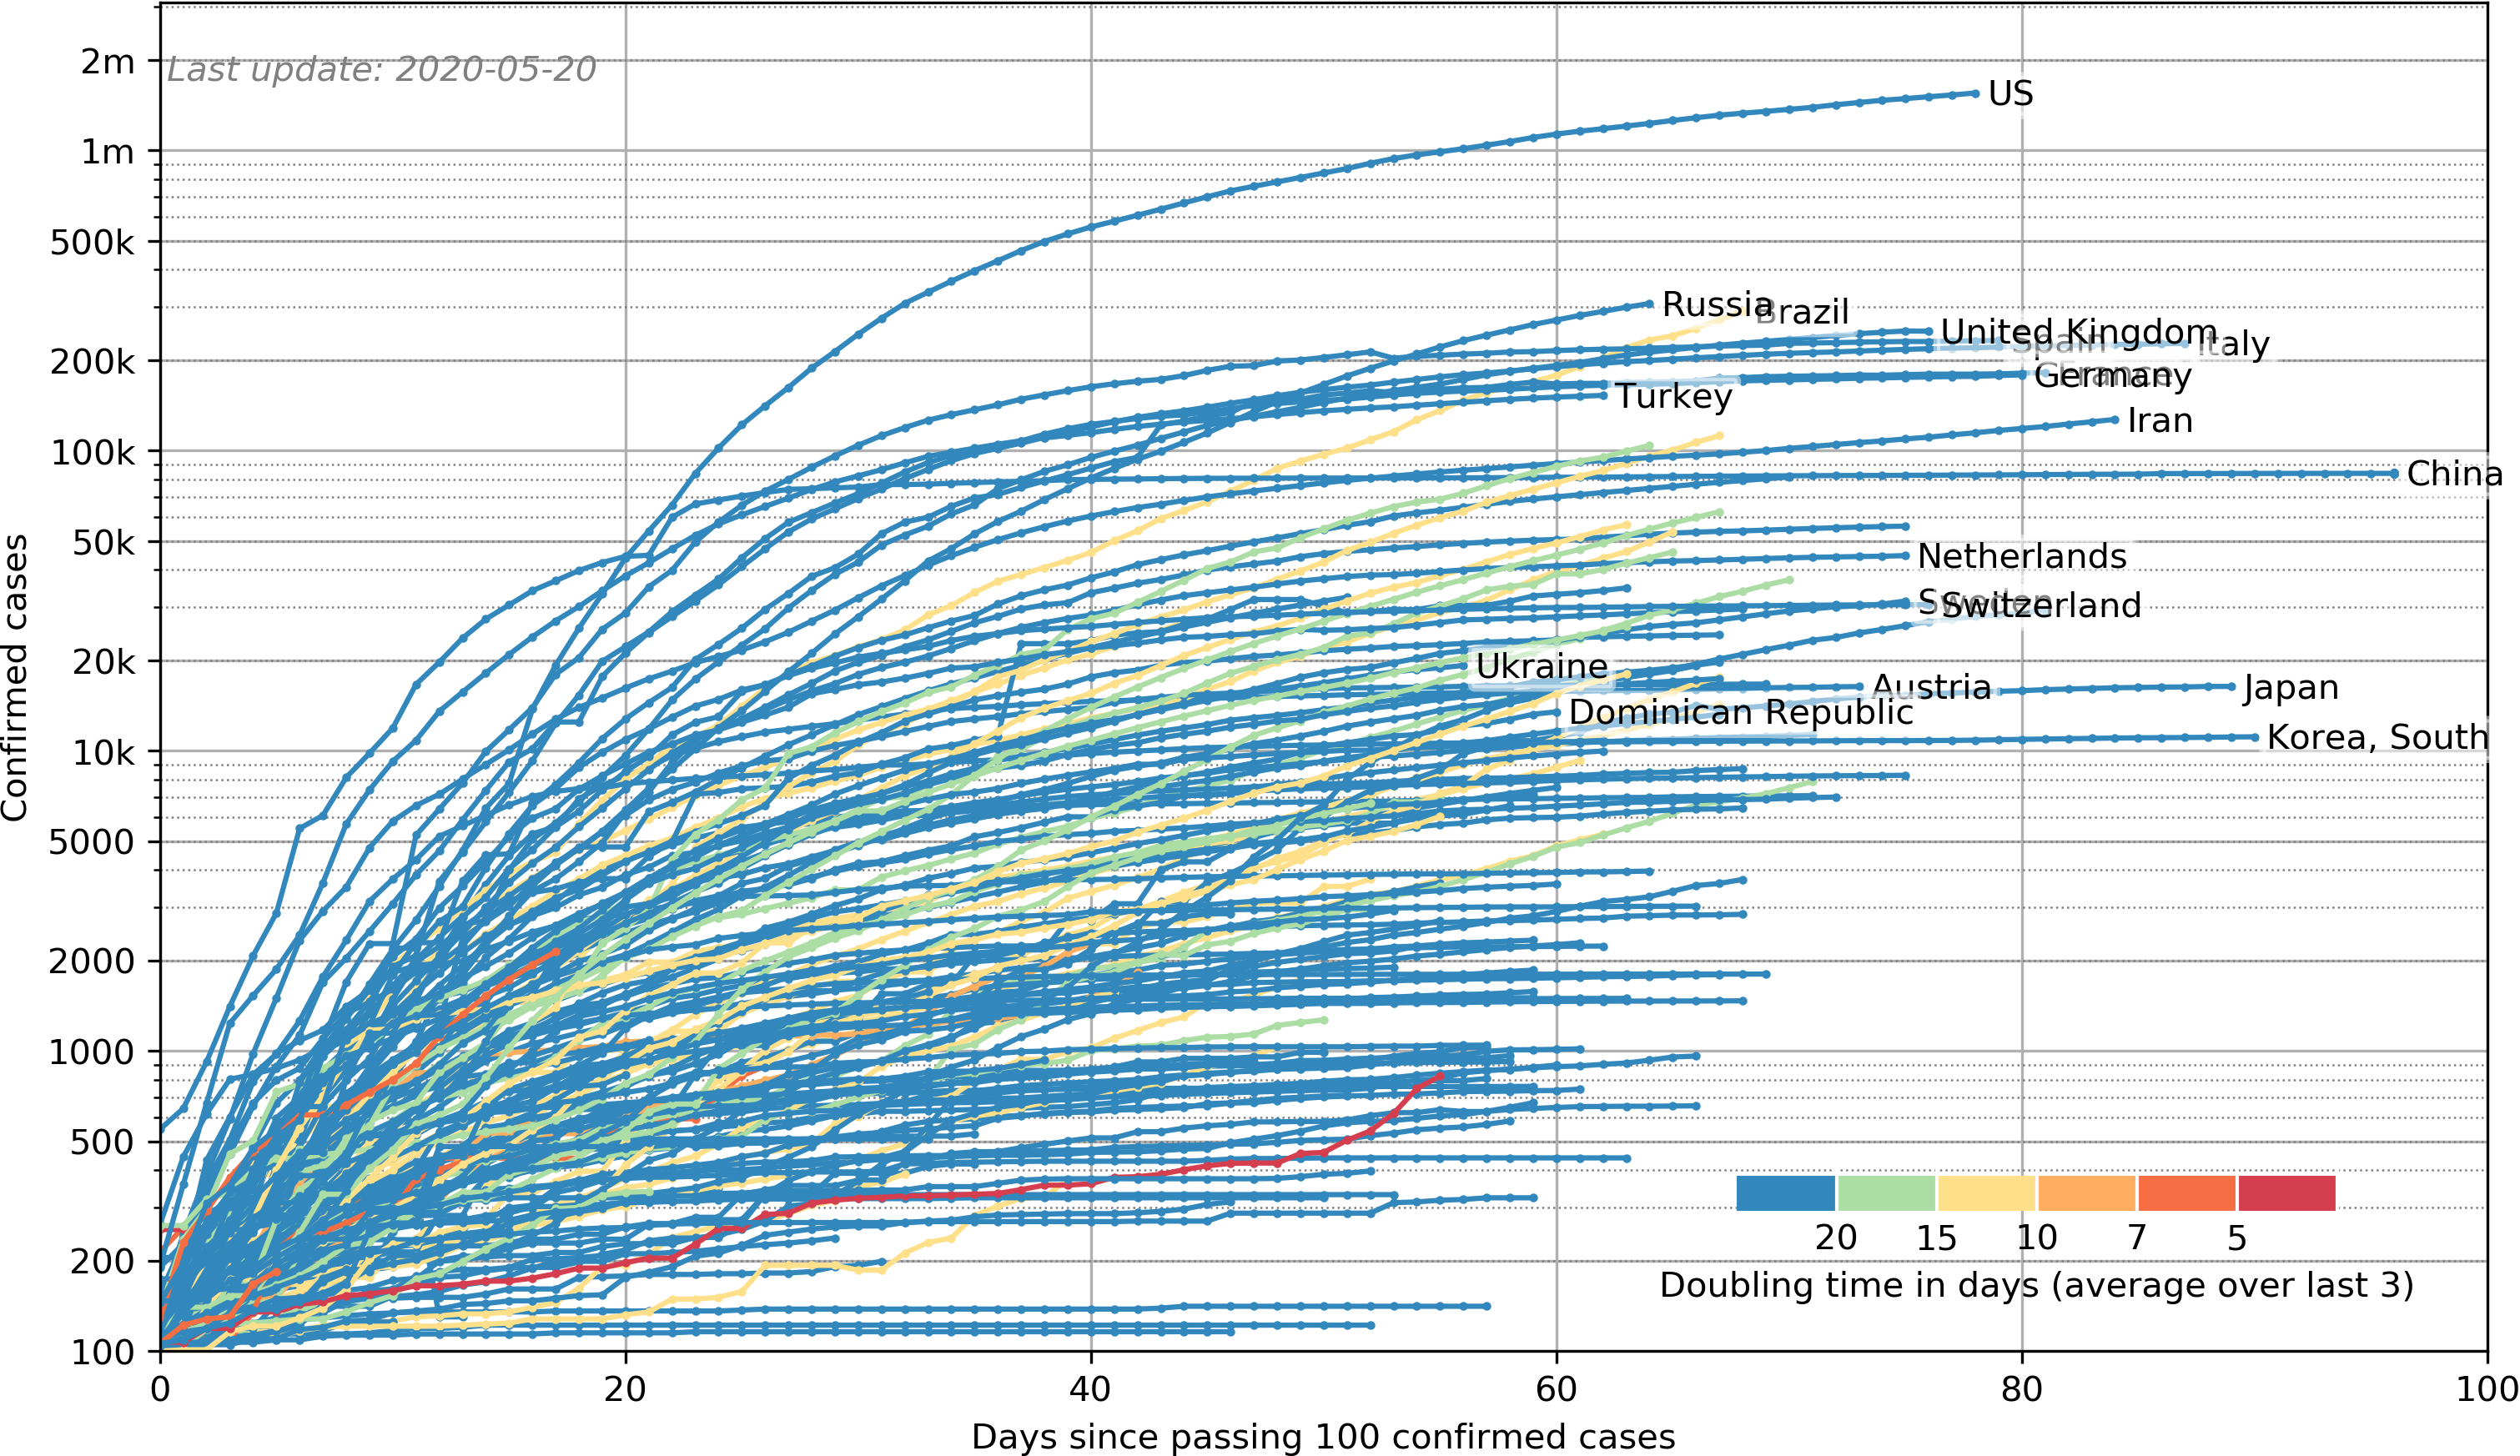 Last update: 2020-05-20
2m
1m
500k
200k
100k
50k
20k
10k
5000
2000
1000
500
200
100
Confirmed cases
US
Russia
Brazil
United Kingdom
Spain
Italy
Germany
France
Turkey
Iran
China
Netherlands
Sweden
Switzerland
Ukraine
Austria
Japan
Dominican Republic
Korea, South
20 15 10 7 5
Doubling time in days (average over last 3)
0 20 40 60 80 100
Days since passing 100 confirmed cases